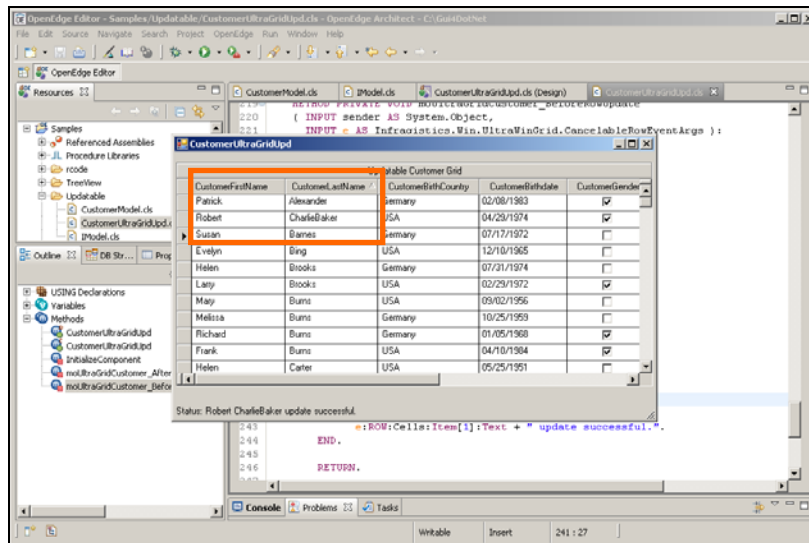 OpenEdge Editor - Samples/Updatable/CustomerUltraGridUpd.cls - OpenEdge Architect - C:\Gui4DotNet
File Edit Source Navigate Search Project OpenEdge Run Window Help
OpenEdge Editor
Resources
CustomerModel.cls IModel.cls CustomerUltraGridUpd.cls (Design) CustomerUltraGridUpd.cls
METHOD PRIVATE VOID moUltraGridCustomer_BeforeRowUpdate
220 ( INPUT sender AS System.Object,
221 INPUT e AS Infragistics.Win.UltraWinGrid.CancelableRowEventArgs ) :
Samples
Referenced Assemblies
Procedure Libraries
rcode
TreeView
Updatable
CustomerModel.cls
CustomerUltraGridUpd.c
IModel.cls
Outline DB Str... Prop
USING Declarations
Variables
Methods
CustomerUltraGridUpd
CustomerUltraGridUpd
InitializeComponent
moUltraGridCustomer_After
moUltraGridCustomer_Befor
CustomerUltraGridUpd
Updatable Customer Grid
CustomerFirstName CustomerLastName CustomerBirthCountry CustomerBirthdate CustomerGender
Patrick Alexander Germany 02/08/1983
Robert CharlieBaker USA 04/29/1974
Susan Barnes Germany 07/17/1972
Evelyn Bing USA 12/10/1965
Helen Brooks Germany 07/31/1974
Larry Brooks USA 02/29/1972
Mary Burns USA 09/02/1956
Melissa Burns Germany 10/25/1959
Richard Burns Germany 01/05/1968
Frank Burns USA 04/10/1984
Helen Carter USA 05/25/1951
Status: Robert CharlieBaker update successful.
243 e:ROW:Cells:Item[1]:Text + " update successful.".
244 END.
245
246 RETURN.
Console Problems Tasks
Writable Insert 241 : 27